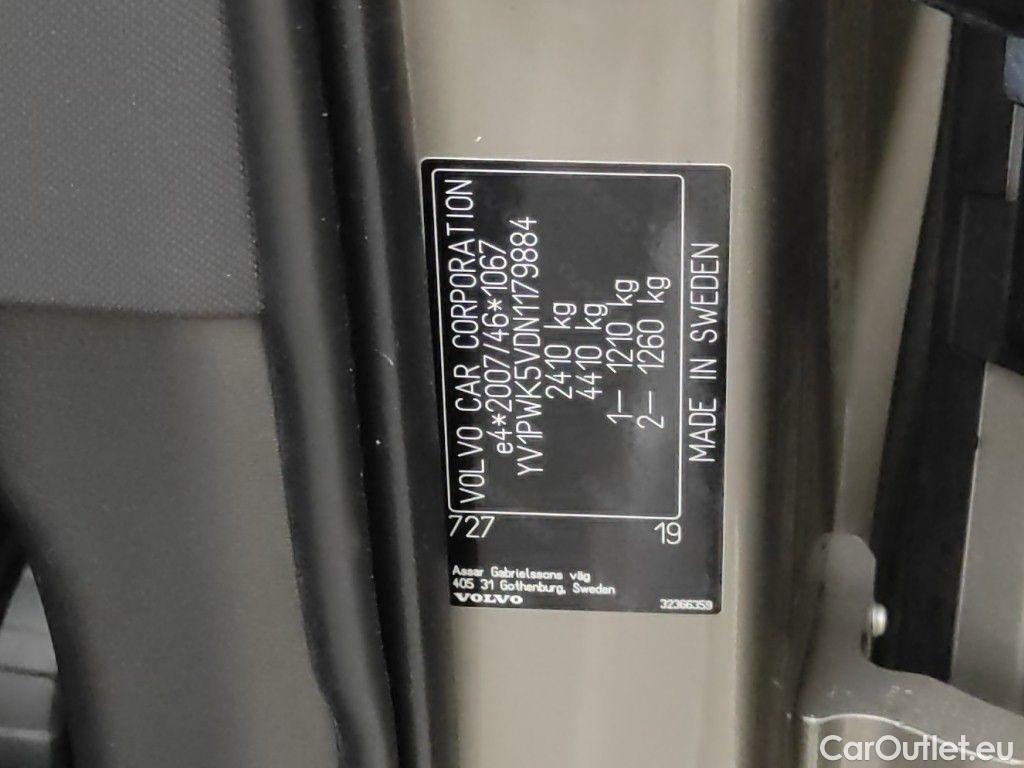 VOLVO CAR CORPORATION
e4*2007/46*1067
YV1PWK5VDN1179884
2410 kg
4410 kg
1– 1210 kg
2– 1260 kg
MADE IN SWEDEN
727
19
Assar Gabrielssons väg
405 31 Gothenburg, Sweden
VOLVO
32366359
CarOutlet.eu